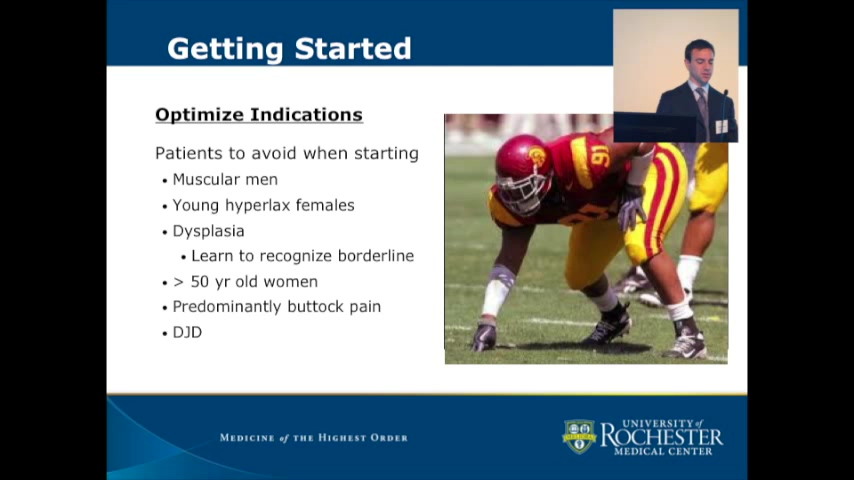 Getting Started
Optimize Indications
Patients to avoid when starting
• Muscular men
• Young hyperlax females
• Dysplasia
• Learn to recognize borderline
• > 50 yr old women
• Predominantly buttock pain
• DJD
91
MEDICINE of THE HIGHEST ORDER
UNIVERSITY of
ROCHESTER
MEDICAL CENTER